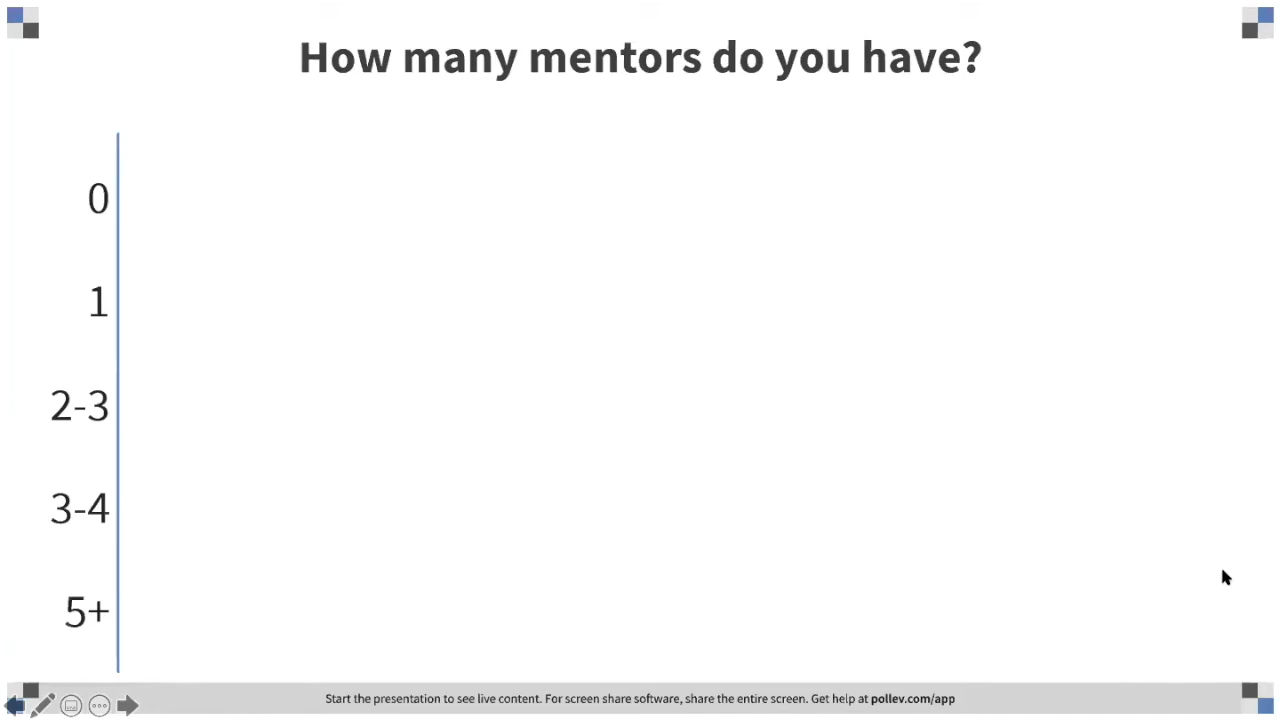 How many mentors do you have?
0
1
2-3
3-4
5+
Start the presentation to see live content. For screen share software, share the entire screen. Get help at pollev.com/app